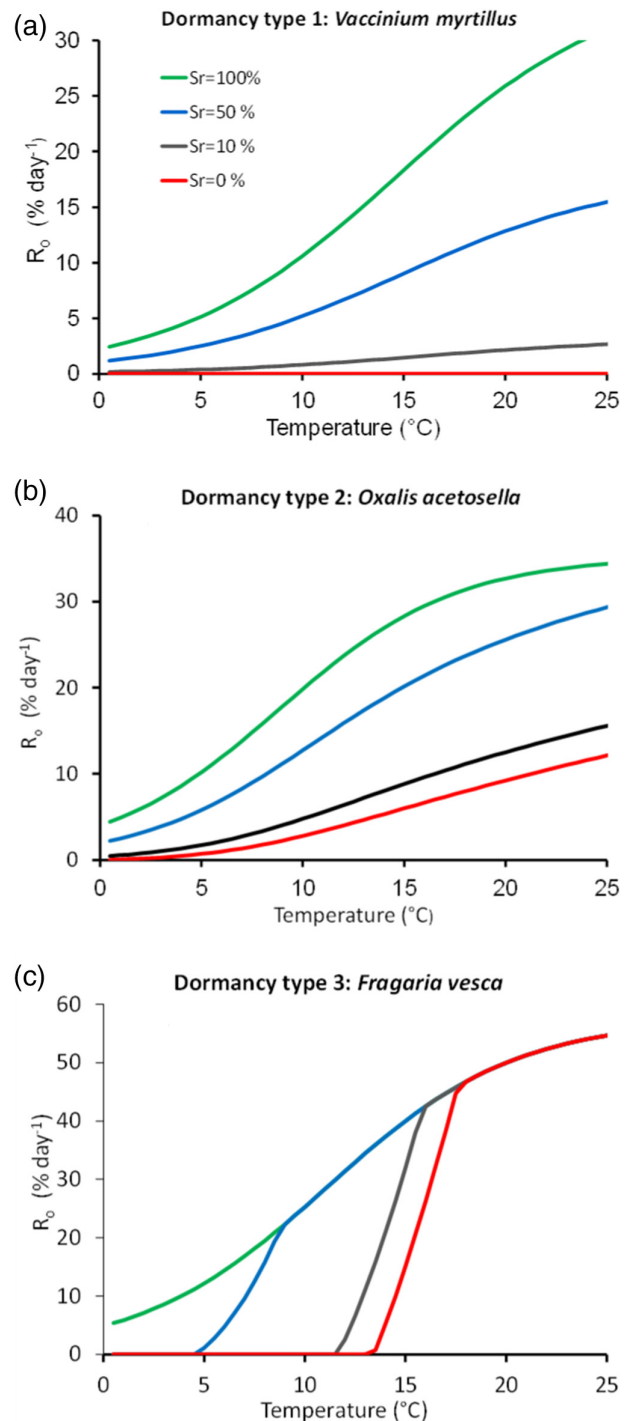 (a)
Dormancy type 1: Vaccinium myrtillus
30
25
20
15
10
5
0
Sr=100%
Sr=50 %
Sr=10 %
Sr=0 %
Rₒ (% day⁻¹)
0 5 10 15 20 25
Temperature (°C)
(b)
Dormancy type 2: Oxalis acetosella
40
30
20
10
0
Rₒ (% day⁻¹)
0 5 10 15 20 25
Temperature (°C)
(c)
Dormancy type 3: Fragaria vesca
60
50
40
30
20
10
0
Rₒ (% day⁻¹)
0 5 10 15 20 25
Temperature (°C)